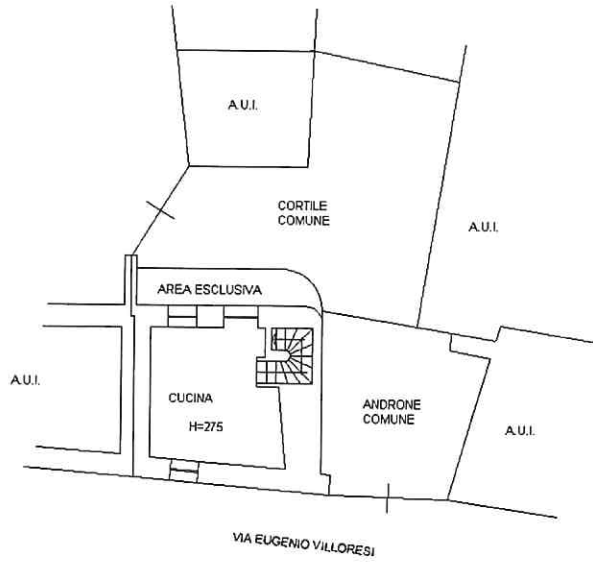 A.U.I.
CORTILE
COMUNE
A.U.I.
AREA ESCLUSIVA
A.U.I.
CUCINA
H=275
ANDRONE
COMUNE
A.U.I.
VIA EUGENIO VILLORESI